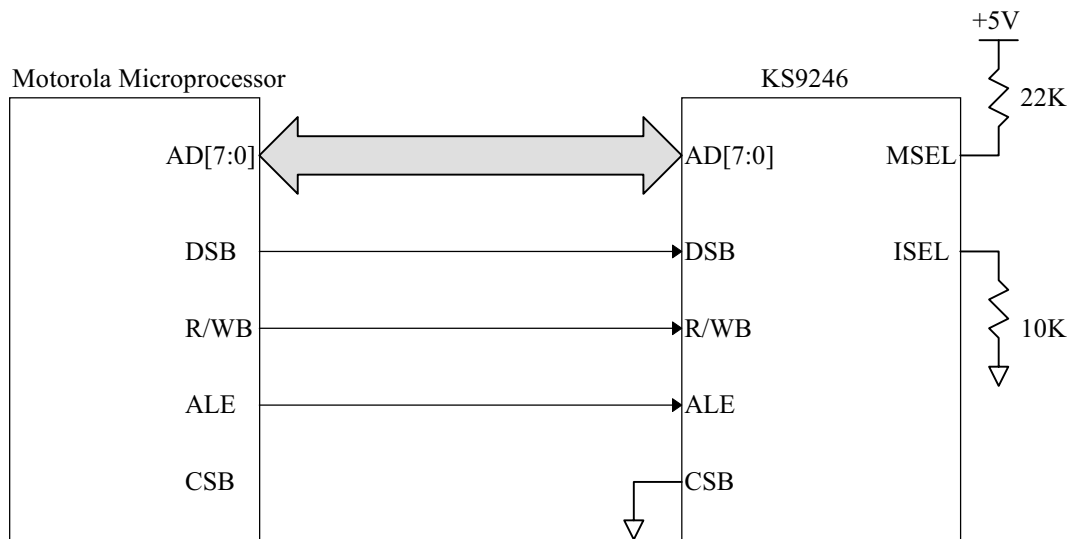 +5V
Motorola Microprocessor
KS9246
22K
AD[7:0]
AD[7:0]
MSEL
DSB
DSB
ISEL
R/WB
R/WB
10K
ALE
ALE
CSB
CSB